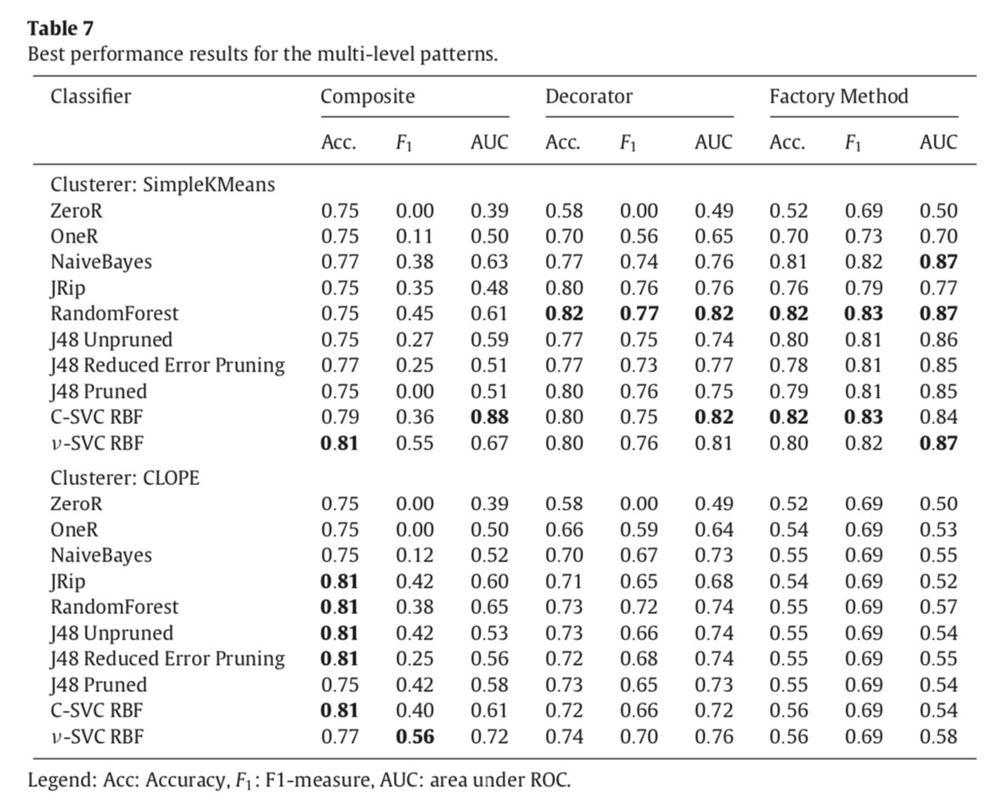 Table 7
Best performance results for the multi-level patterns.
Classifier Composite Decorator Factory Method
Acc. F1 AUC Acc. F1 AUC Acc. F1 AUC
Clusterer: SimpleKMeans
ZeroR 0.75 0.00 0.39 0.58 0.00 0.49 0.52 0.69 0.50
OneR 0.75 0.11 0.50 0.70 0.56 0.65 0.70 0.73 0.70
NaiveBayes 0.77 0.38 0.63 0.77 0.74 0.76 0.81 0.82 0.87
JRip 0.75 0.35 0.48 0.80 0.76 0.76 0.76 0.79 0.77
RandomForest 0.75 0.45 0.61 0.82 0.77 0.82 0.82 0.83 0.87
J48 Unpruned 0.75 0.27 0.59 0.77 0.75 0.74 0.80 0.81 0.86
J48 Reduced Error Pruning 0.77 0.25 0.51 0.77 0.73 0.77 0.78 0.81 0.85
J48 Pruned 0.75 0.00 0.51 0.80 0.76 0.75 0.79 0.81 0.85
C-SVC RBF 0.79 0.36 0.88 0.80 0.75 0.82 0.82 0.83 0.84
ν-SVC RBF 0.81 0.55 0.67 0.80 0.76 0.81 0.80 0.82 0.87
Clusterer: CLOPE
ZeroR 0.75 0.00 0.39 0.58 0.00 0.49 0.52 0.69 0.50
OneR 0.75 0.00 0.50 0.66 0.59 0.64 0.54 0.69 0.53
NaiveBayes 0.75 0.12 0.52 0.70 0.67 0.73 0.55 0.69 0.55
JRip 0.81 0.42 0.60 0.71 0.65 0.68 0.54 0.69 0.52
RandomForest 0.81 0.38 0.65 0.73 0.72 0.74 0.55 0.69 0.57
J48 Unpruned 0.81 0.42 0.53 0.73 0.66 0.74 0.55 0.69 0.54
J48 Reduced Error Pruning 0.81 0.25 0.56 0.72 0.68 0.74 0.55 0.69 0.55
J48 Pruned 0.75 0.42 0.58 0.73 0.65 0.73 0.55 0.69 0.54
C-SVC RBF 0.81 0.40 0.61 0.72 0.66 0.72 0.56 0.69 0.54
ν-SVC RBF 0.77 0.56 0.72 0.74 0.70 0.76 0.56 0.69 0.58
Legend: Acc: Accuracy, F1: F1-measure, AUC: area under ROC.